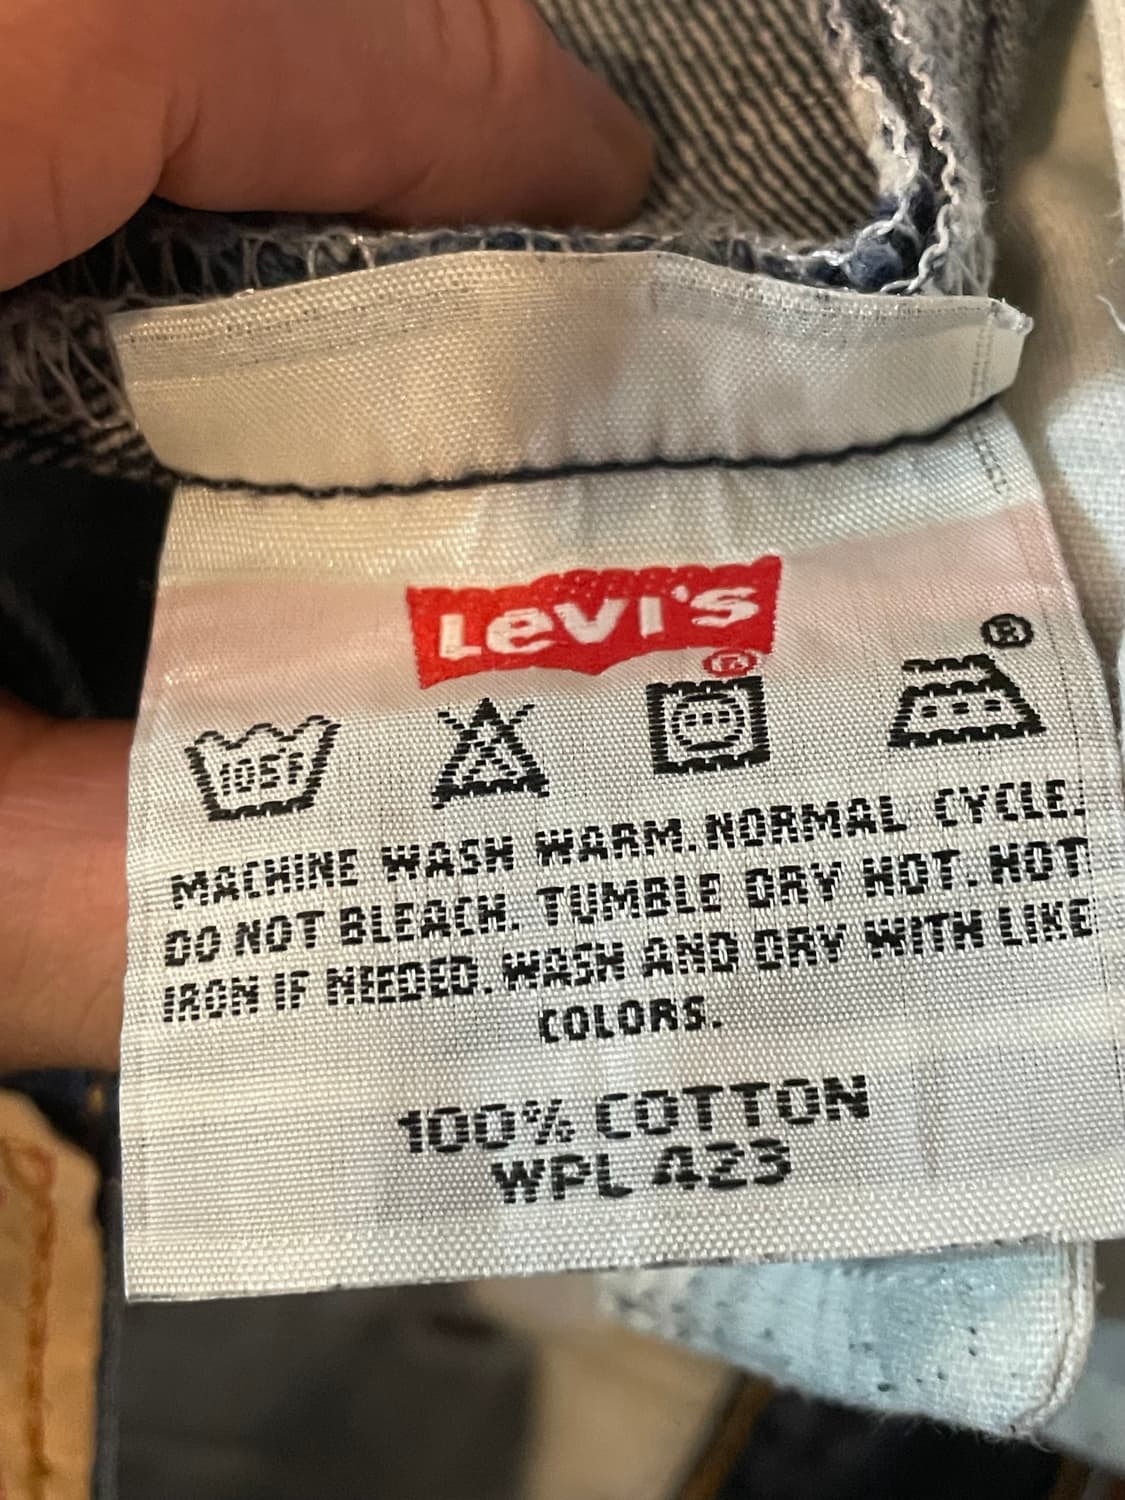 Levi's
®
®
105F
MACHINE WASH WARM. NORMAL CYCLE.
DO NOT BLEACH. TUMBLE DRY HOT. HOT
IRON IF NEEDED. WASH AND DRY WITH LIKE
COLORS.
100% COTTON
WPL 423